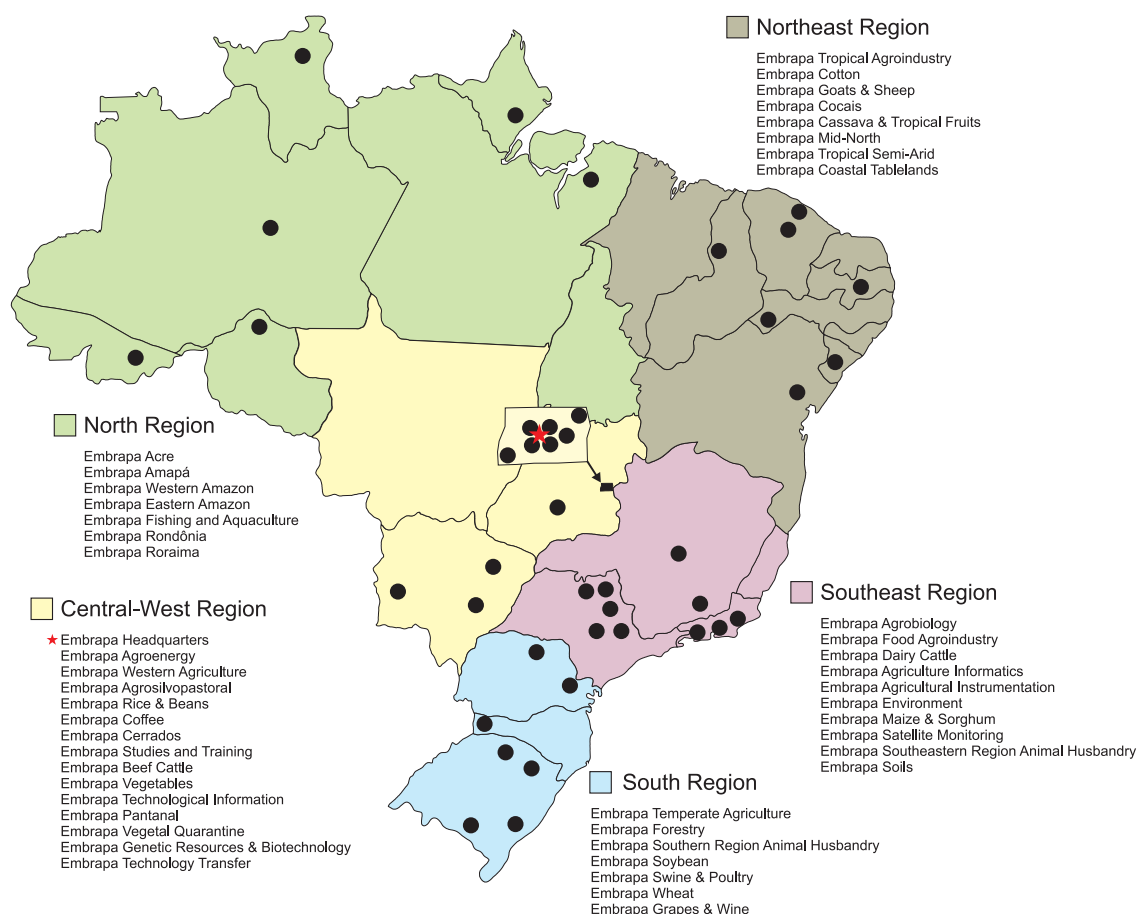 Northeast Region
Embrapa Tropical Agroindustry
Embrapa Cotton
Embrapa Goats & Sheep
Embrapa Cocais
Embrapa Cassava & Tropical Fruits
Embrapa Mid-North
Embrapa Tropical Semi-Arid
Embrapa Coastal Tablelands
North Region
Embrapa Acre
Embrapa Amapá
Embrapa Western Amazon
Embrapa Eastern Amazon
Embrapa Fishing and Aquaculture
Embrapa Rondônia
Embrapa Roraima
Central-West Region
Embrapa Headquarters
Embrapa Agroenergy
Embrapa Western Agriculture
Embrapa Agrosilvopastoral
Embrapa Rice & Beans
Embrapa Coffee
Embrapa Cerrados
Embrapa Studies and Training
Embrapa Beef Cattle
Embrapa Vegetables
Embrapa Technological Information
Embrapa Pantanal
Embrapa Vegetal Quarantine
Embrapa Genetic Resources & Biotechnology
Embrapa Technology Transfer
Southeast Region
Embrapa Agrobiology
Embrapa Food Agroindustry
Embrapa Dairy Cattle
Embrapa Agriculture Informatics
Embrapa Agricultural Instrumentation
Embrapa Environment
Embrapa Maize & Sorghum
Embrapa Satellite Monitoring
Embrapa Southeastern Region Animal Husbandry
Embrapa Soils
South Region
Embrapa Temperate Agriculture
Embrapa Forestry
Embrapa Southern Region Animal Husbandry
Embrapa Soybean
Embrapa Swine & Poultry
Embrapa Wheat
Embrapa Grapes & Wine